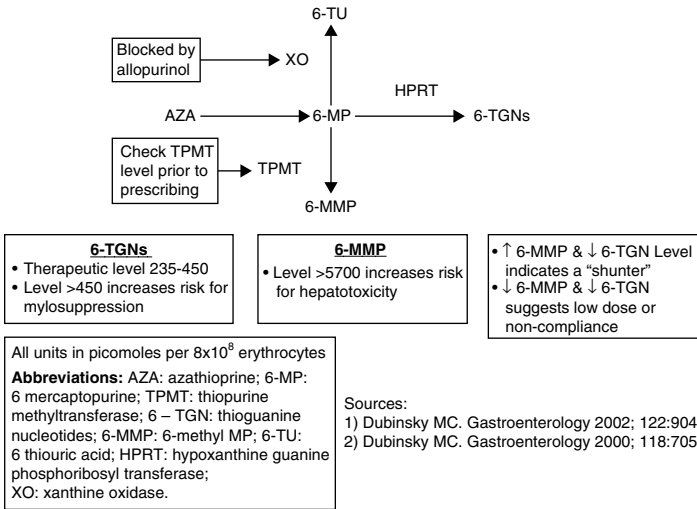 6-TU
Blocked by
allopurinol
XO
HPRT
AZA
6-MP
6-TGNs
Check TPMT
level prior to
prescribing
TPMT
6-MMP
6-TGNs
• Therapeutic level 235-450
• Level >450 increases risk for
mylosuppression
6-MMP
• Level >5700 increases risk
for hepatotoxicity
• ↑ 6-MMP & ↓ 6-TGN Level
indicates a “shunter”
• ↓ 6-MMP & ↓ 6-TGN
suggests low dose or
non-compliance
All units in picomoles per 8x10⁸ erythrocytes
Abbreviations: AZA: azathioprine; 6-MP:
6 mercaptopurine; TPMT: thiopurine
methyltransferase; 6 – TGN: thioguanine
nucleotides; 6-MMP: 6-methyl MP; 6-TU:
6 thiouric acid; HPRT: hypoxanthine guanine
phosphoribosyl transferase;
XO: xanthine oxidase.
Sources:
1) Dubinsky MC. Gastroenterology 2002; 122:904
2) Dubinsky MC. Gastroenterology 2000; 118:705